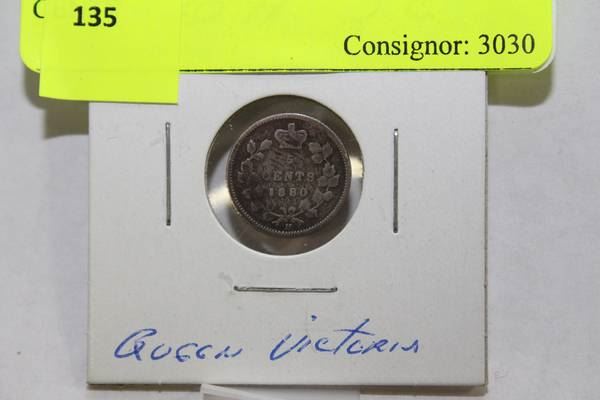 135
Consignor: 3030
5
CENTS
1880
H
Queen Victoria